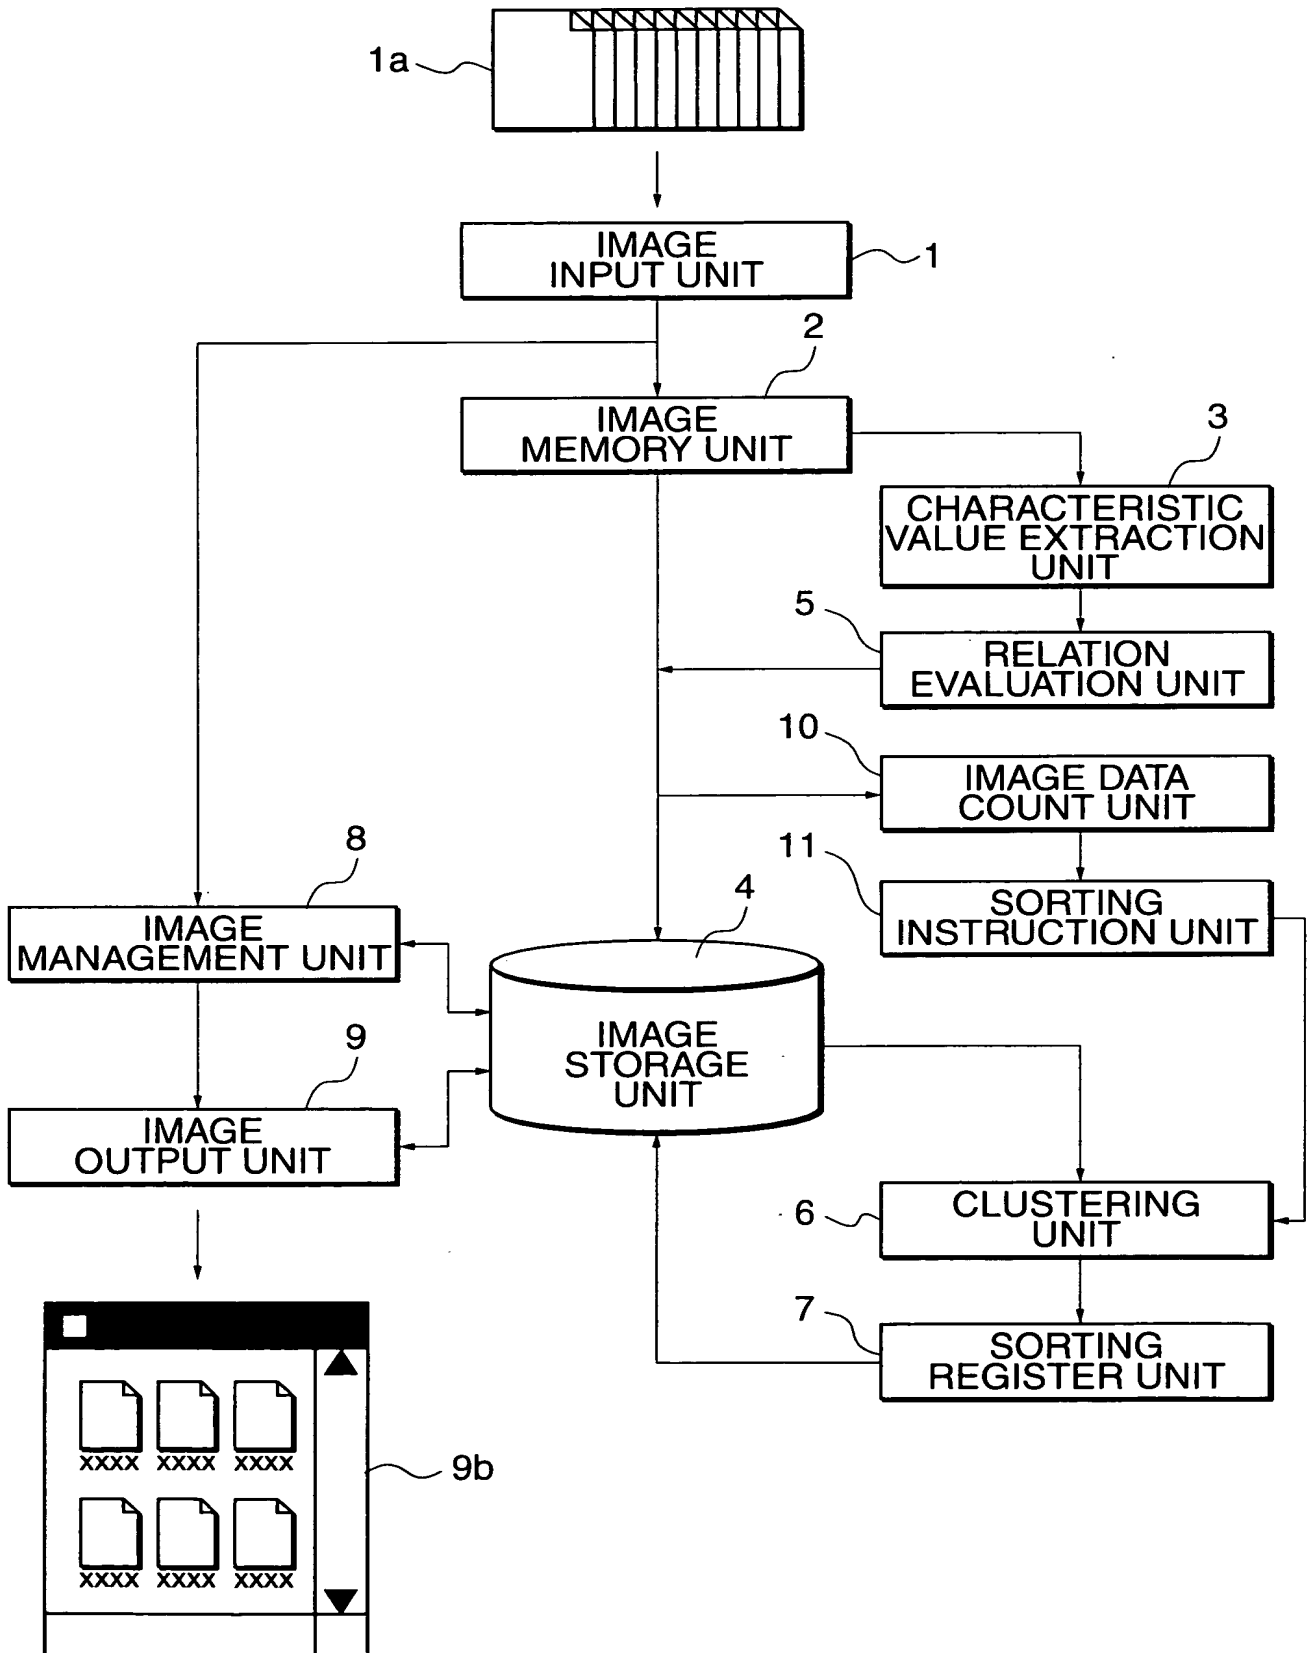 1a
IMAGE
INPUT UNIT
1
2
IMAGE
MEMORY UNIT
3
CHARACTERISTIC
VALUE EXTRACTION
UNIT
5
RELATION
EVALUATION UNIT
10
IMAGE DATA
COUNT UNIT
11
SORTING
INSTRUCTION UNIT
8
IMAGE
MANAGEMENT UNIT
4
IMAGE
STORAGE
UNIT
9
IMAGE
OUTPUT UNIT
6
CLUSTERING
UNIT
7
SORTING
REGISTER UNIT
XXXX XXXX XXXX
9b
XXXX XXXX XXXX